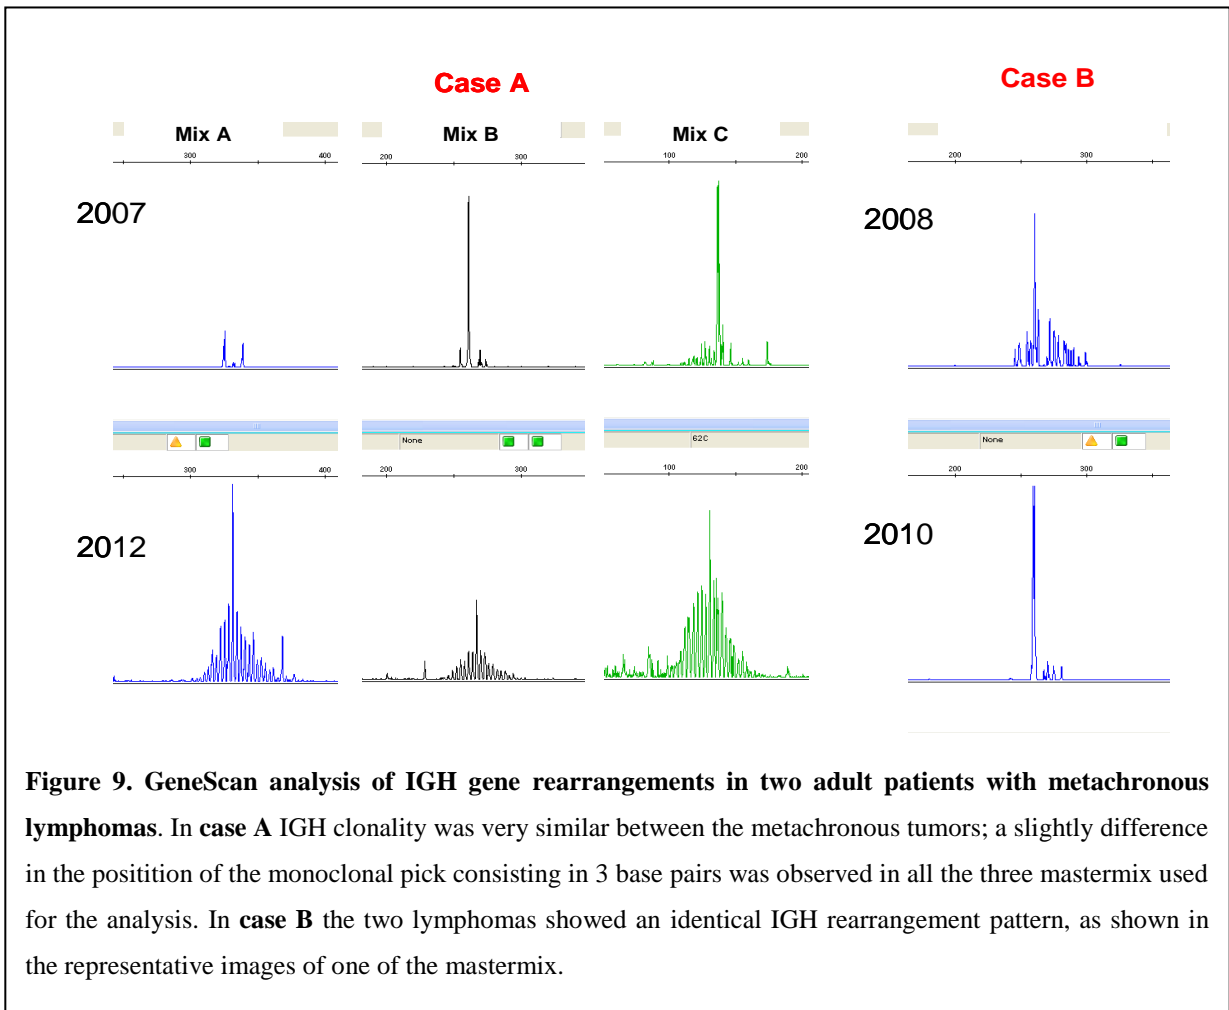 Case A
Case B
Mix A
Mix B
Mix C
300 400
200 300
100 200
200 300
2007
2008
None
62C
None
300 400
200 300
100 200
200 300
2012
2010
Figure 9. GeneScan analysis of IGH gene rearrangements in two adult patients with metachronous
lymphomas. In case A IGH clonality was very similar between the metachronous tumors; a slightly difference
in the positition of the monoclonal pick consisting in 3 base pairs was observed in all the three mastermix used
for the analysis. In case B the two lymphomas showed an identical IGH rearrangement pattern, as shown in
the representative images of one of the mastermix.